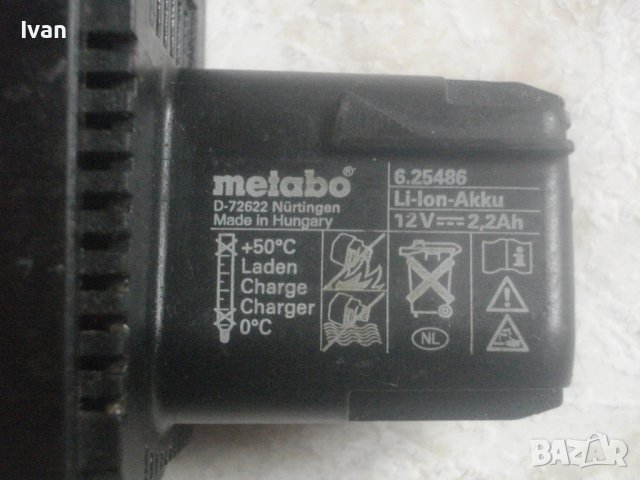 Ivan
metabo®
D-72622 Nürtingen
Made in Hungary
6.25486
Li-Ion-Akku
12V⎓2,2Ah
+50°C
Laden
Charge
Charger
0°C
NL
BAZAR